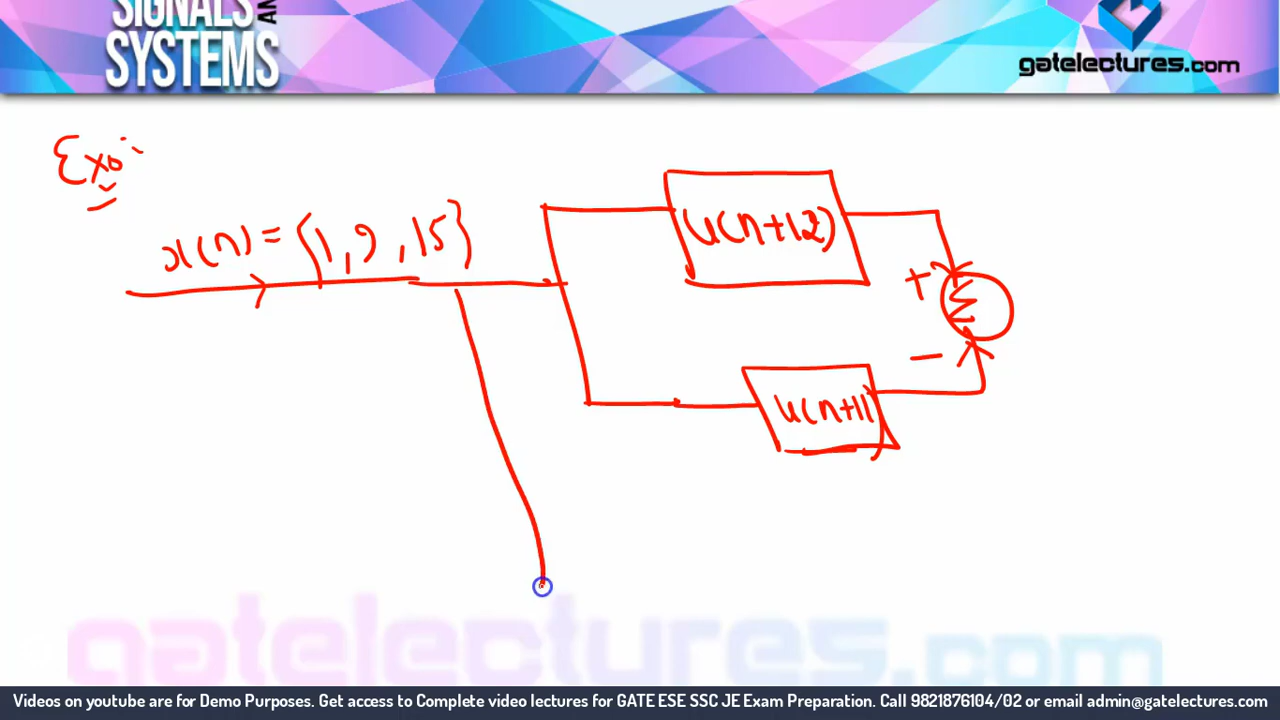 SIGNALS AND
SYSTEMS
gatelectures.com
Ex:
x(n) = {1, 9, 15}
u(n+12)
+
Σ
−
u(n+11)
gatelectures.com
Videos on youtube are for Demo Purposes. Get access to Complete video lectures for GATE ESE SSC JE Exam Preparation. Call 9821876104/02 or email admin@gatelectures.com